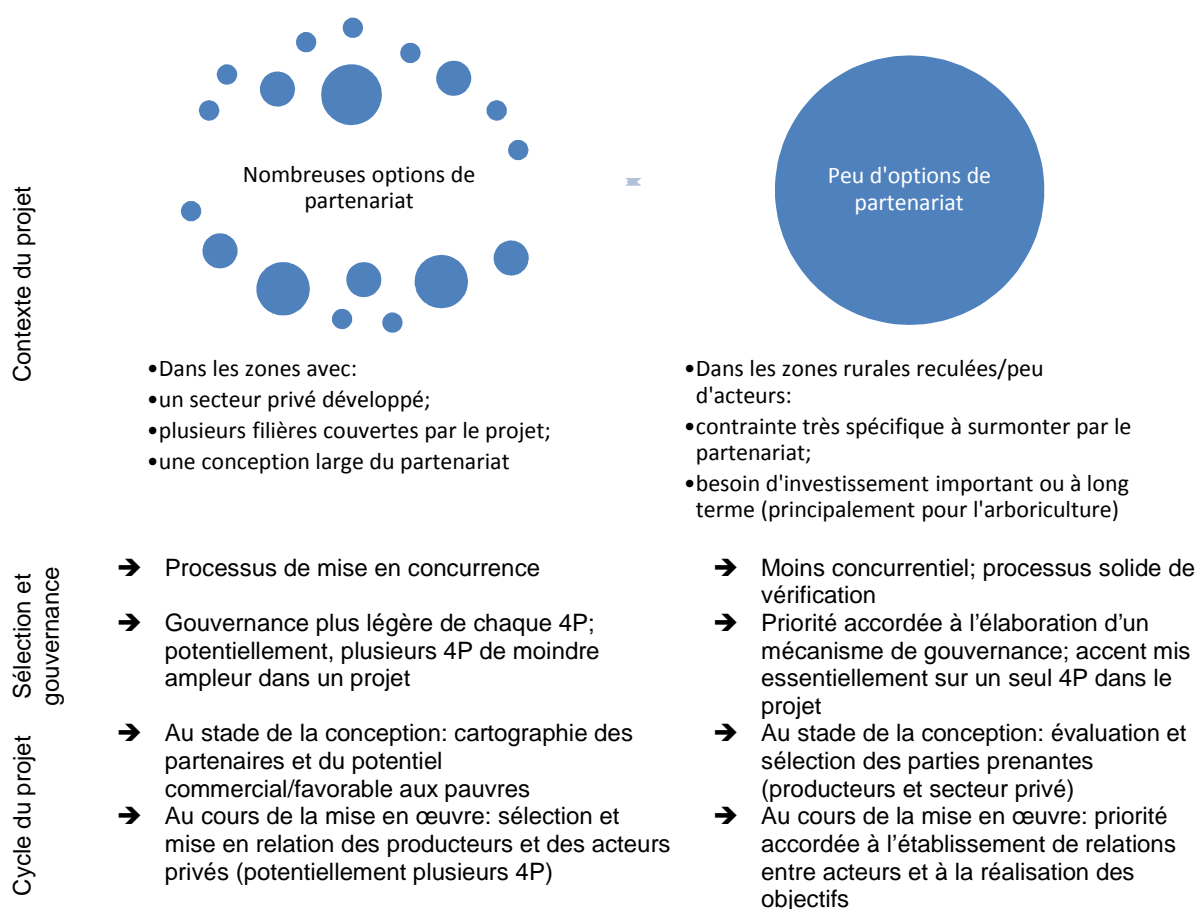 Contexte du projet
Nombreuses options de
partenariat
Peu d'options de
partenariat
•Dans les zones avec:
•un secteur privé développé;
•plusieurs filières couvertes par le projet;
•une conception large du partenariat
•Dans les zones rurales reculées/peu
d'acteurs:
•contrainte très spécifique à surmonter par le
partenariat;
•besoin d'investissement important ou à long
terme (principalement pour l'arboriculture)
Sélection et
gouvernance
➔ Processus de mise en concurrence
➔ Gouvernance plus légère de chaque 4P;
potentiellement, plusieurs 4P de moindre
ampleur dans un projet
➔ Moins concurrentiel; processus solide de
vérification
➔ Priorité accordée à l’élaboration d’un
mécanisme de gouvernance; accent mis
essentiellement sur un seul 4P dans le
projet
Cycle du projet
➔ Au stade de la conception: cartographie des
partenaires et du potentiel
commercial/favorable aux pauvres
➔ Au cours de la mise en œuvre: sélection et
mise en relation des producteurs et des acteurs
privés (potentiellement plusieurs 4P)
➔ Au stade de la conception: évaluation et
sélection des parties prenantes
(producteurs et secteur privé)
➔ Au cours de la mise en œuvre: priorité
accordée à l’établissement de relations
entre acteurs et à la réalisation des
objectifs